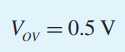 V_OV = 0.5 V